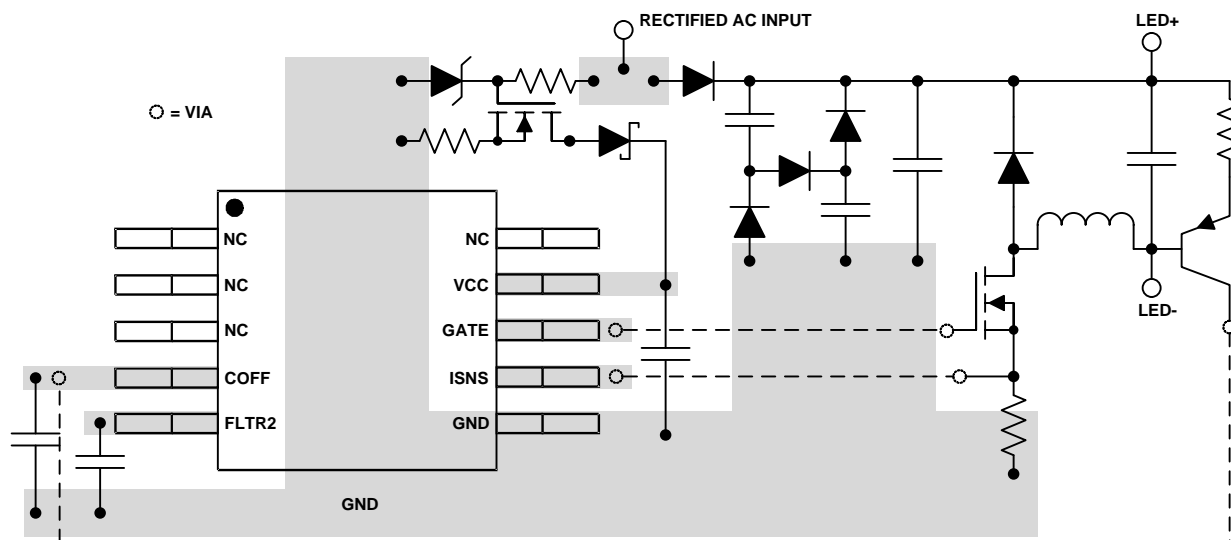 RECTIFIED AC INPUT
LED+
= VIA
NC
NC
NC
COFF
FLTR2
NC
VCC
GATE
ISNS
GND
LED-
GND